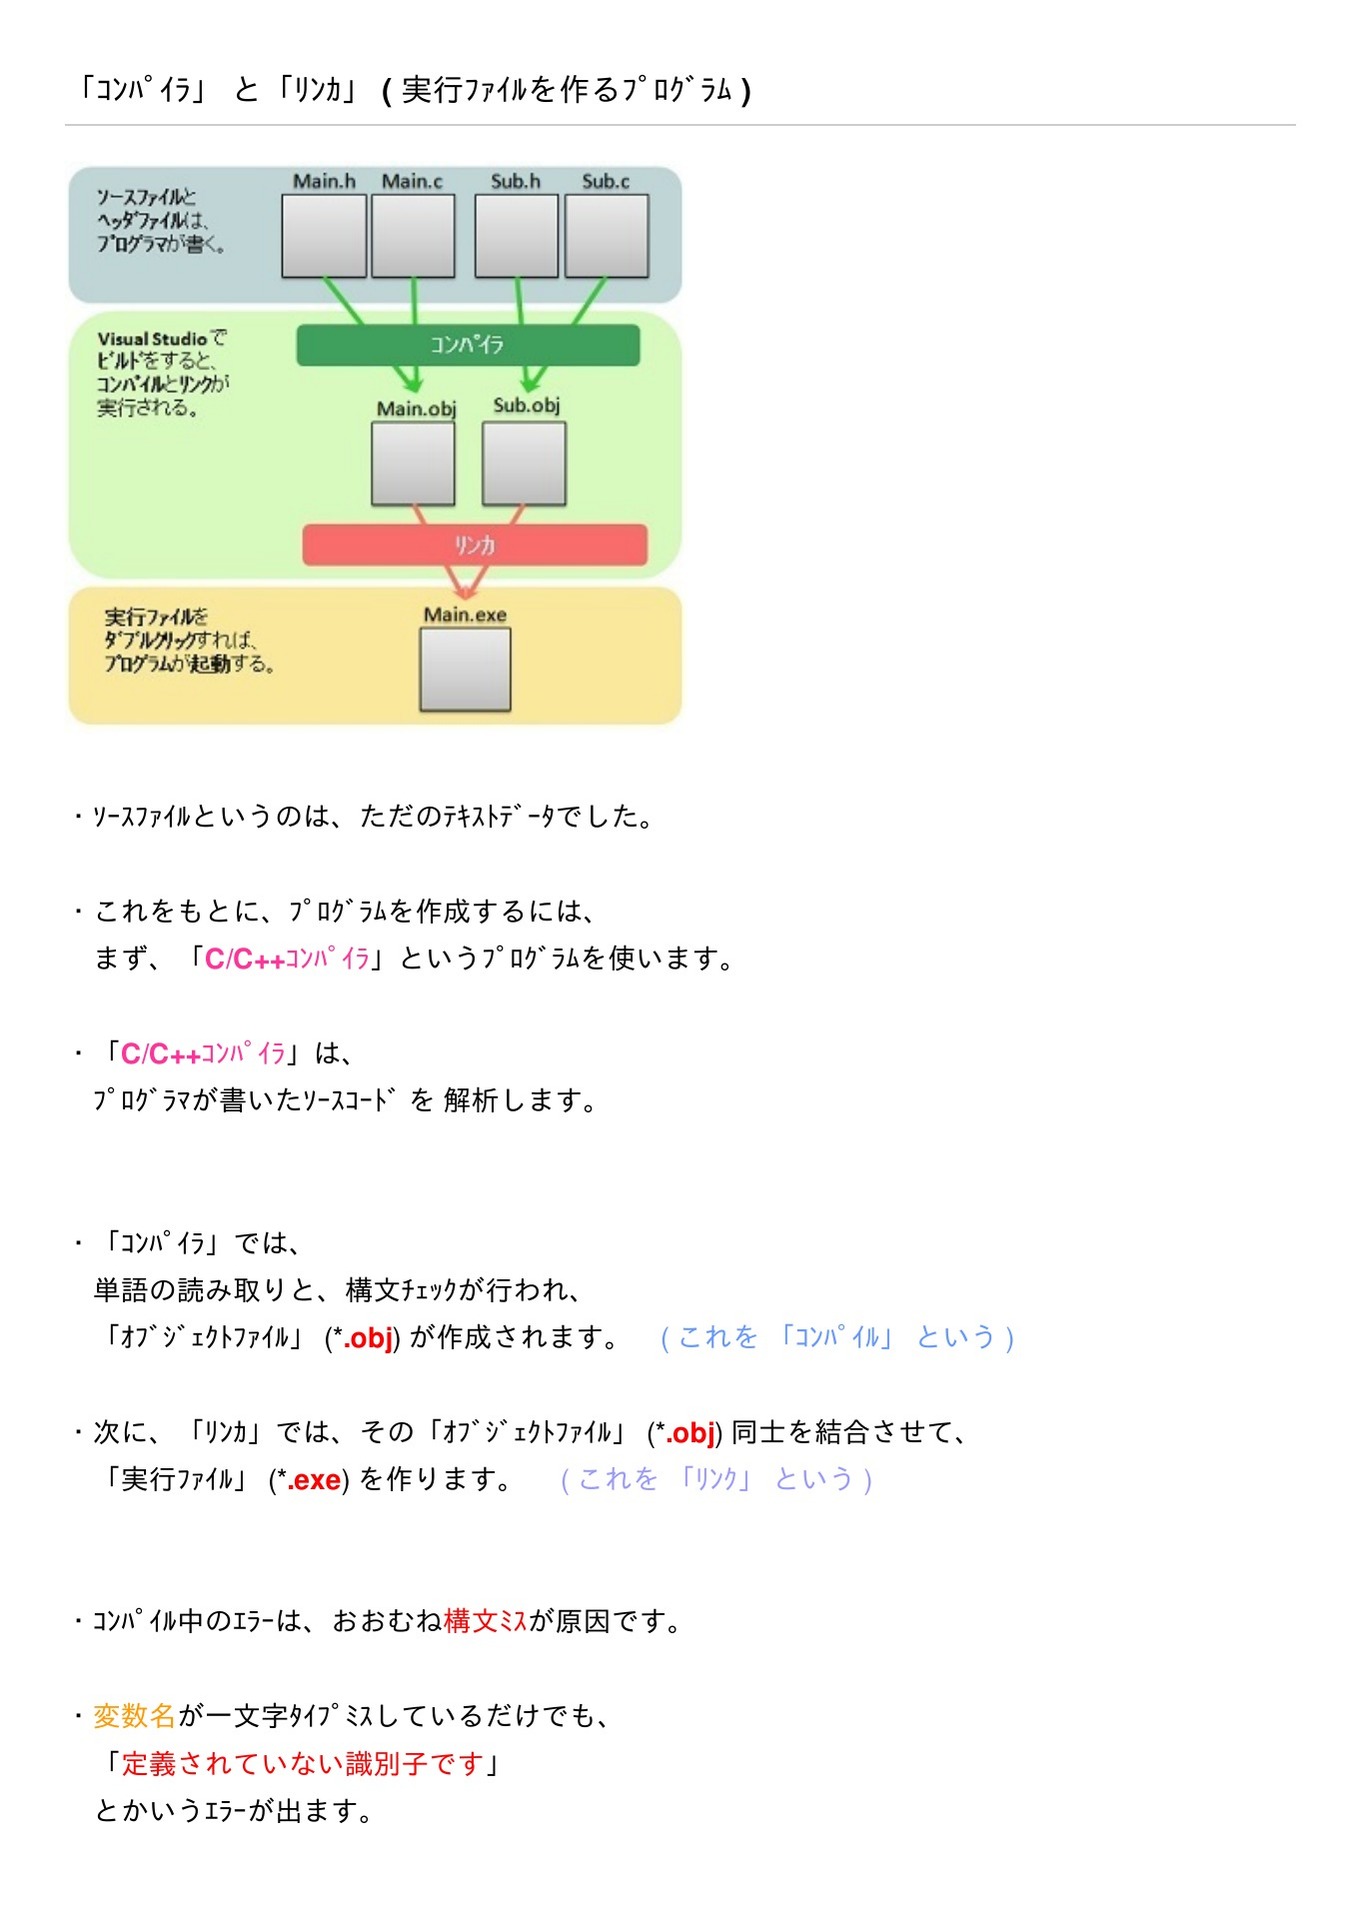 「ｺﾝﾊﾟｲﾗ」 と「ﾘﾝｶ」 ( 実行ﾌｧｲﾙを作るﾌﾟﾛｸﾞﾗﾑ )
ソースファイルと
ヘッダファイルは、
プログラマが書く。
Main.h Main.c Sub.h Sub.c
Visual Studio で
ビルドをすると、
コンパイルとリンクが
実行される。
コンパイラ
Main.obj Sub.obj
リンカ
実行ファイルを
ダブルクリックすれば、
プログラムが起動する。
Main.exe
・ｿｰｽﾌｧｲﾙというのは、ただのﾃｷｽﾄﾃﾞｰﾀでした。
・これをもとに、ﾌﾟﾛｸﾞﾗﾑを作成するには、
まず、「C/C++ｺﾝﾊﾟｲﾗ」というﾌﾟﾛｸﾞﾗﾑを使います。
・「C/C++ｺﾝﾊﾟｲﾗ」は、
ﾌﾟﾛｸﾞﾗﾏが書いたｿｰｽｺｰﾄﾞ を 解析します。
・「ｺﾝﾊﾟｲﾗ」では、
単語の読み取りと、構文ﾁｪｯｸが行われ、
「ｵﾌﾞｼﾞｪｸﾄﾌｧｲﾙ」 (*.obj) が作成されます。 ( これを 「ｺﾝﾊﾟｲﾙ」 という )
・次に、「ﾘﾝｶ」では、その「ｵﾌﾞｼﾞｪｸﾄﾌｧｲﾙ」 (*.obj) 同士を結合させて、
「実行ﾌｧｲﾙ」 (*.exe) を作ります。 ( これを 「ﾘﾝｸ」 という )
・ｺﾝﾊﾟｲﾙ中のｴﾗｰは、おおむね構文ﾐｽが原因です。
・変数名が一文字ﾀｲﾌﾟﾐｽしているだけでも、
「定義されていない識別子です」
とかいうｴﾗｰが出ます。